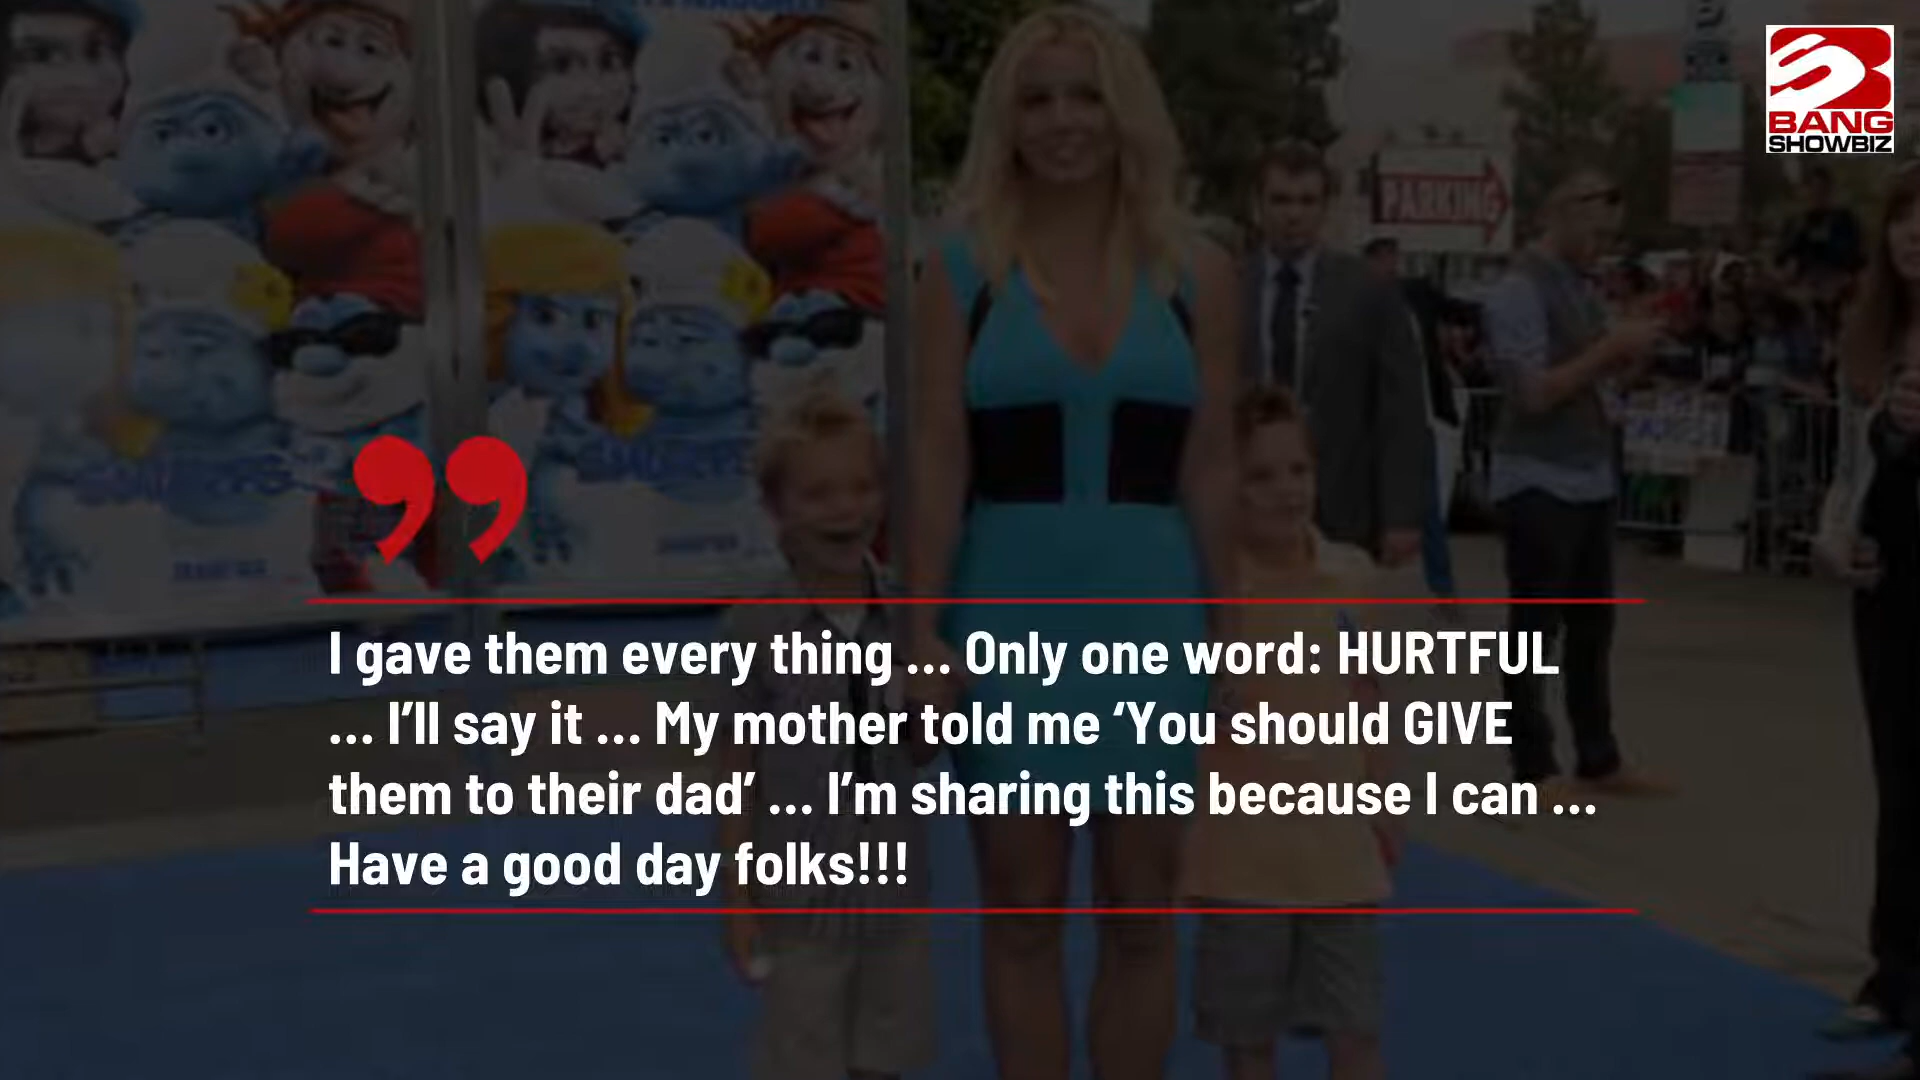 BANG
SHOWBIZ
PARKING
I gave them every thing ... Only one word: HURTFUL
... I’ll say it ... My mother told me ‘You should GIVE
them to their dad’ ... I’m sharing this because I can ...
Have a good day folks!!!